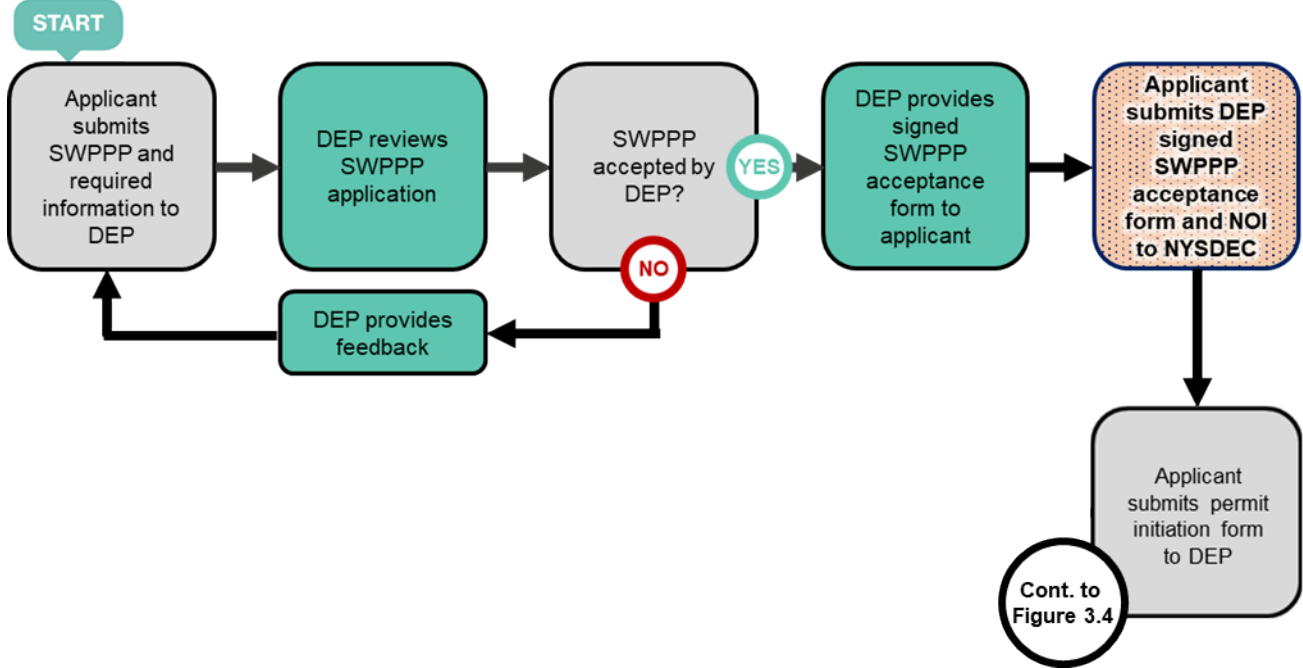 START
Applicant
submits
SWPPP and
required
information to
DEP
DEP reviews
SWPPP
application
SWPPP
accepted by
DEP?
YES
NO
DEP provides
feedback
DEP provides
signed
SWPPP
acceptance
form to
applicant
Applicant
submits DEP
signed
SWPPP
acceptance
form and NOI
to NYSDEC
Applicant
submits permit
initiation form
to DEP
Cont. to
Figure 3.4